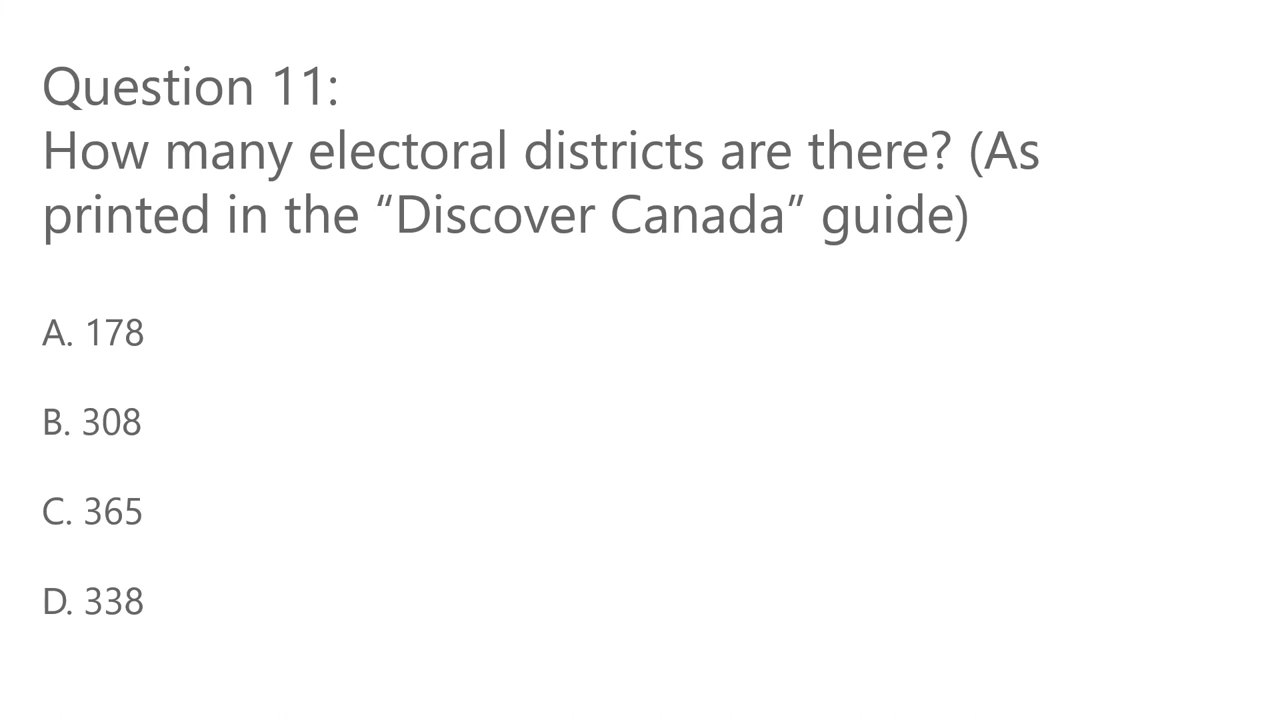 Question 11:
How many electoral districts are there? (As
printed in the “Discover Canada” guide)
A. 178
B. 308
C. 365
D. 338